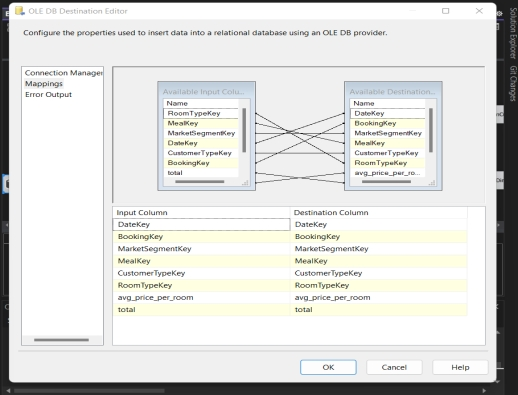 OLE DB Destination Editor
Configure the properties used to insert data into a relational database using an OLE DB provider.
Connection Manager
Mappings
Error Output
Available Input Colu...
Name
RoomTypeKey
MealKey
MarketSegmentKey
DateKey
CustomerTypeKey
BookingKey
total
Available Destination...
Name
DateKey
BookingKey
MarketSegmentKey
MealKey
CustomerTypeKey
RoomTypeKey
avg_price_per_ro...
Input Column Destination Column
DateKey DateKey
BookingKey BookingKey
MarketSegmentKey MarketSegmentKey
MealKey MealKey
CustomerTypeKey CustomerTypeKey
RoomTypeKey RoomTypeKey
avg_price_per_room avg_price_per_room
total total
OK Cancel Help
Solution Explorer Git Changes